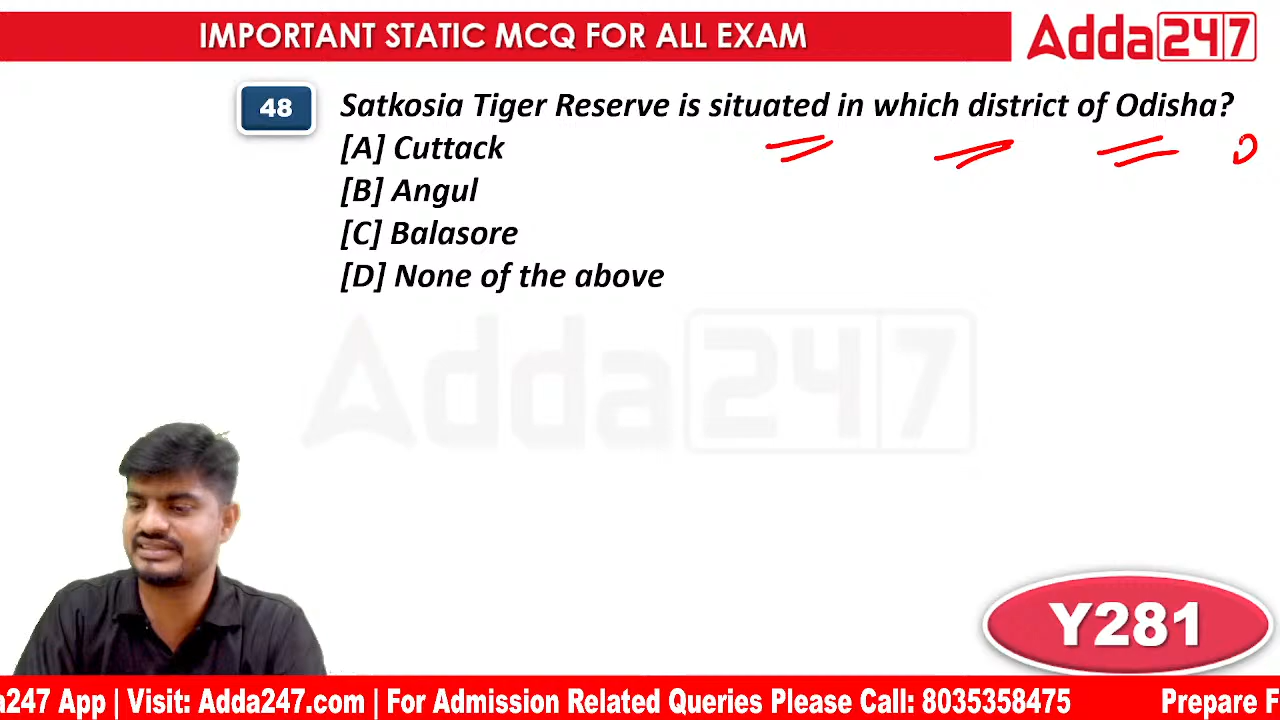 IMPORTANT STATIC MCQ FOR ALL EXAM
Adda247
48
Satkosia Tiger Reserve is situated in which district of Odisha?
[A] Cuttack
[B] Angul
[C] Balasore
[D] None of the above
Adda247
Y281
a247 App | Visit: Adda247.com | For Admission Related Queries Please Call: 8035358475 Prepare F